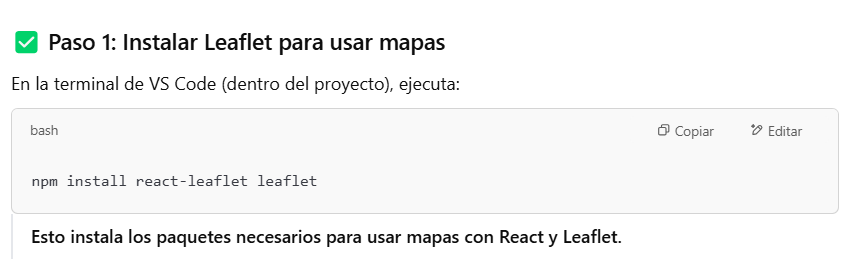 ✅ Paso 1: Instalar Leaflet para usar mapas
En la terminal de VS Code (dentro del proyecto), ejecuta:
bash Copiar Editar
npm install react-leaflet leaflet
Esto instala los paquetes necesarios para usar mapas con React y Leaflet.